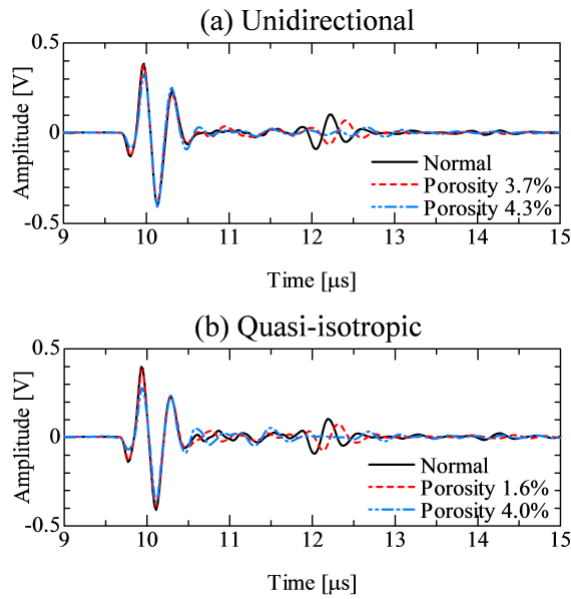 (a) Unidirectional
0.5
Amplitude [V]
0
Normal
Porosity 3.7%
Porosity 4.3%
-0.5
9 10 11 12 13 14 15
Time [μs]
(b) Quasi-isotropic
0.5
Amplitude [V]
0
Normal
Porosity 1.6%
Porosity 4.0%
-0.5
9 10 11 12 13 14 15
Time [μs]